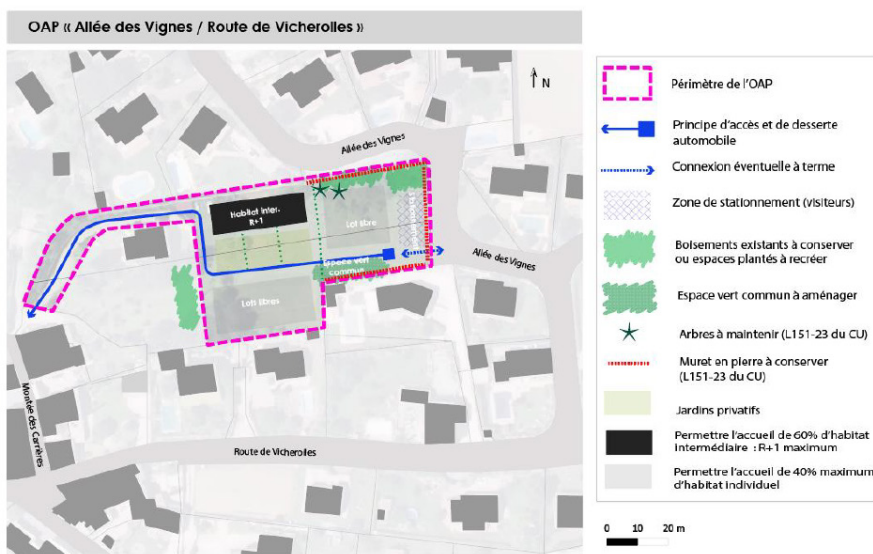 OAP « Allée des Vignes / Route de Vicherolles »
N
Allée des Vignes
Habitat inter.
R+1
Lot libre
Allée des Vignes
Espace vert
commun
Lots libres
Montée des Carrières
Route de Vicherolles
Périmètre de l'OAP
Principe d'accès et de desserte
automobile
Connexion éventuelle à terme
Zone de stationnement (visiteurs)
Boisements existants à conserver
ou espaces plantés à recréer
Espace vert commun à aménager
Arbres à maintenir (L151-23 du CU)
Muret en pierre à conserver
(L151-23 du CU)
Jardins privatifs
Permettre l'accueil de 60% d'habitat
intermédiaire : R+1 maximum
Permettre l'accueil de 40% maximum
d'habitat individuel
0 10 20 m